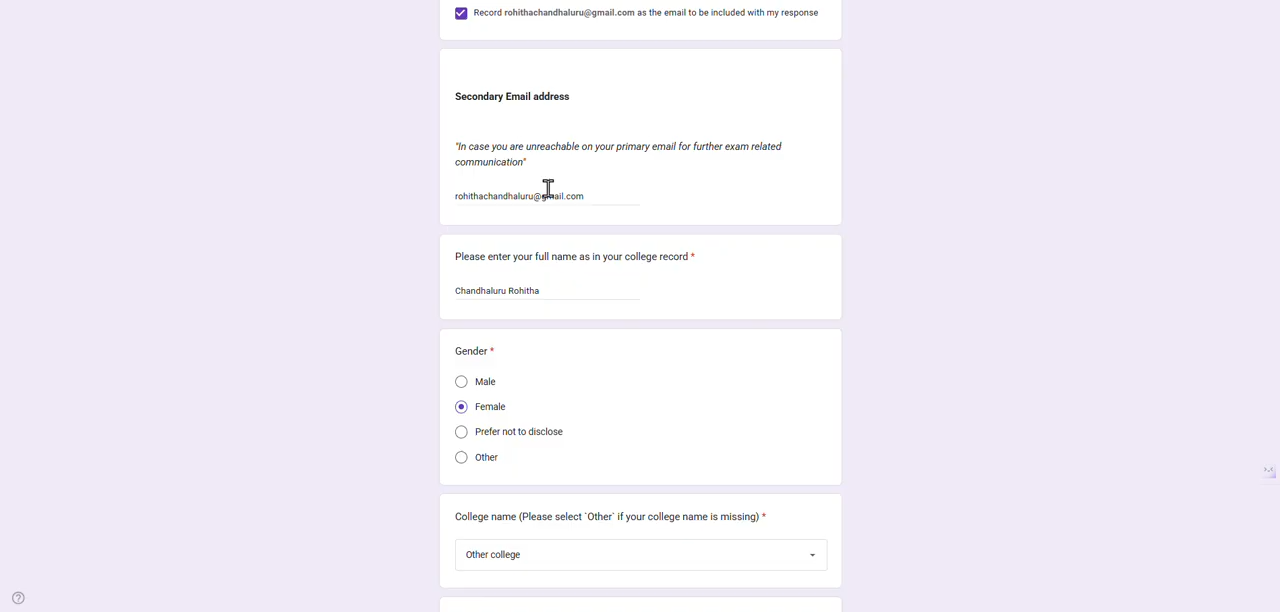 Record rohithachandhaluru@gmail.com as the email to be included with my response
Secondary Email address
"In case you are unreachable on your primary email for further exam related
communication"
rohithachandhaluru@gmail.com
Please enter your full name as in your college record *
Chandhaluru Rohitha
Gender *
Male
Female
Prefer not to disclose
Other
College name (Please select `Other` if your college name is missing) *
Other college